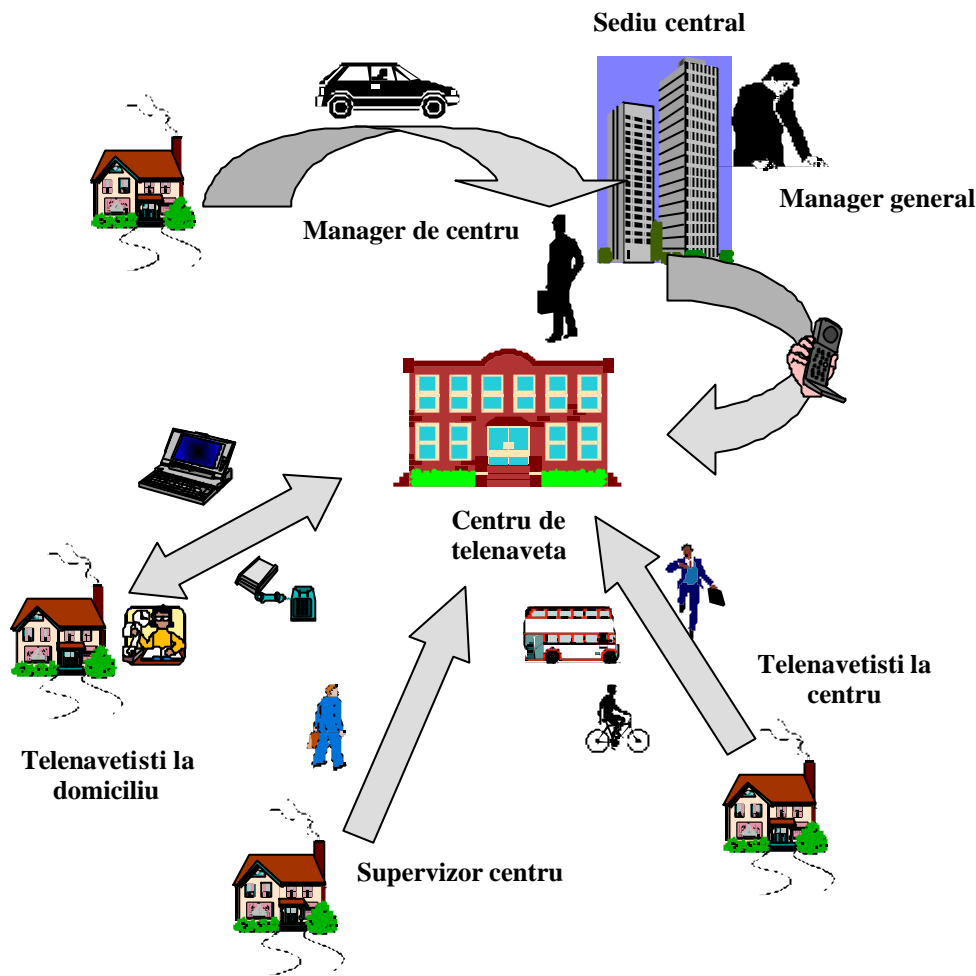 Sediu central
Manager general
Manager de centru
Centru de
telenaveta
Telenavetisti la
centru
Telenavetisti la
domiciliu
Supervizor centru